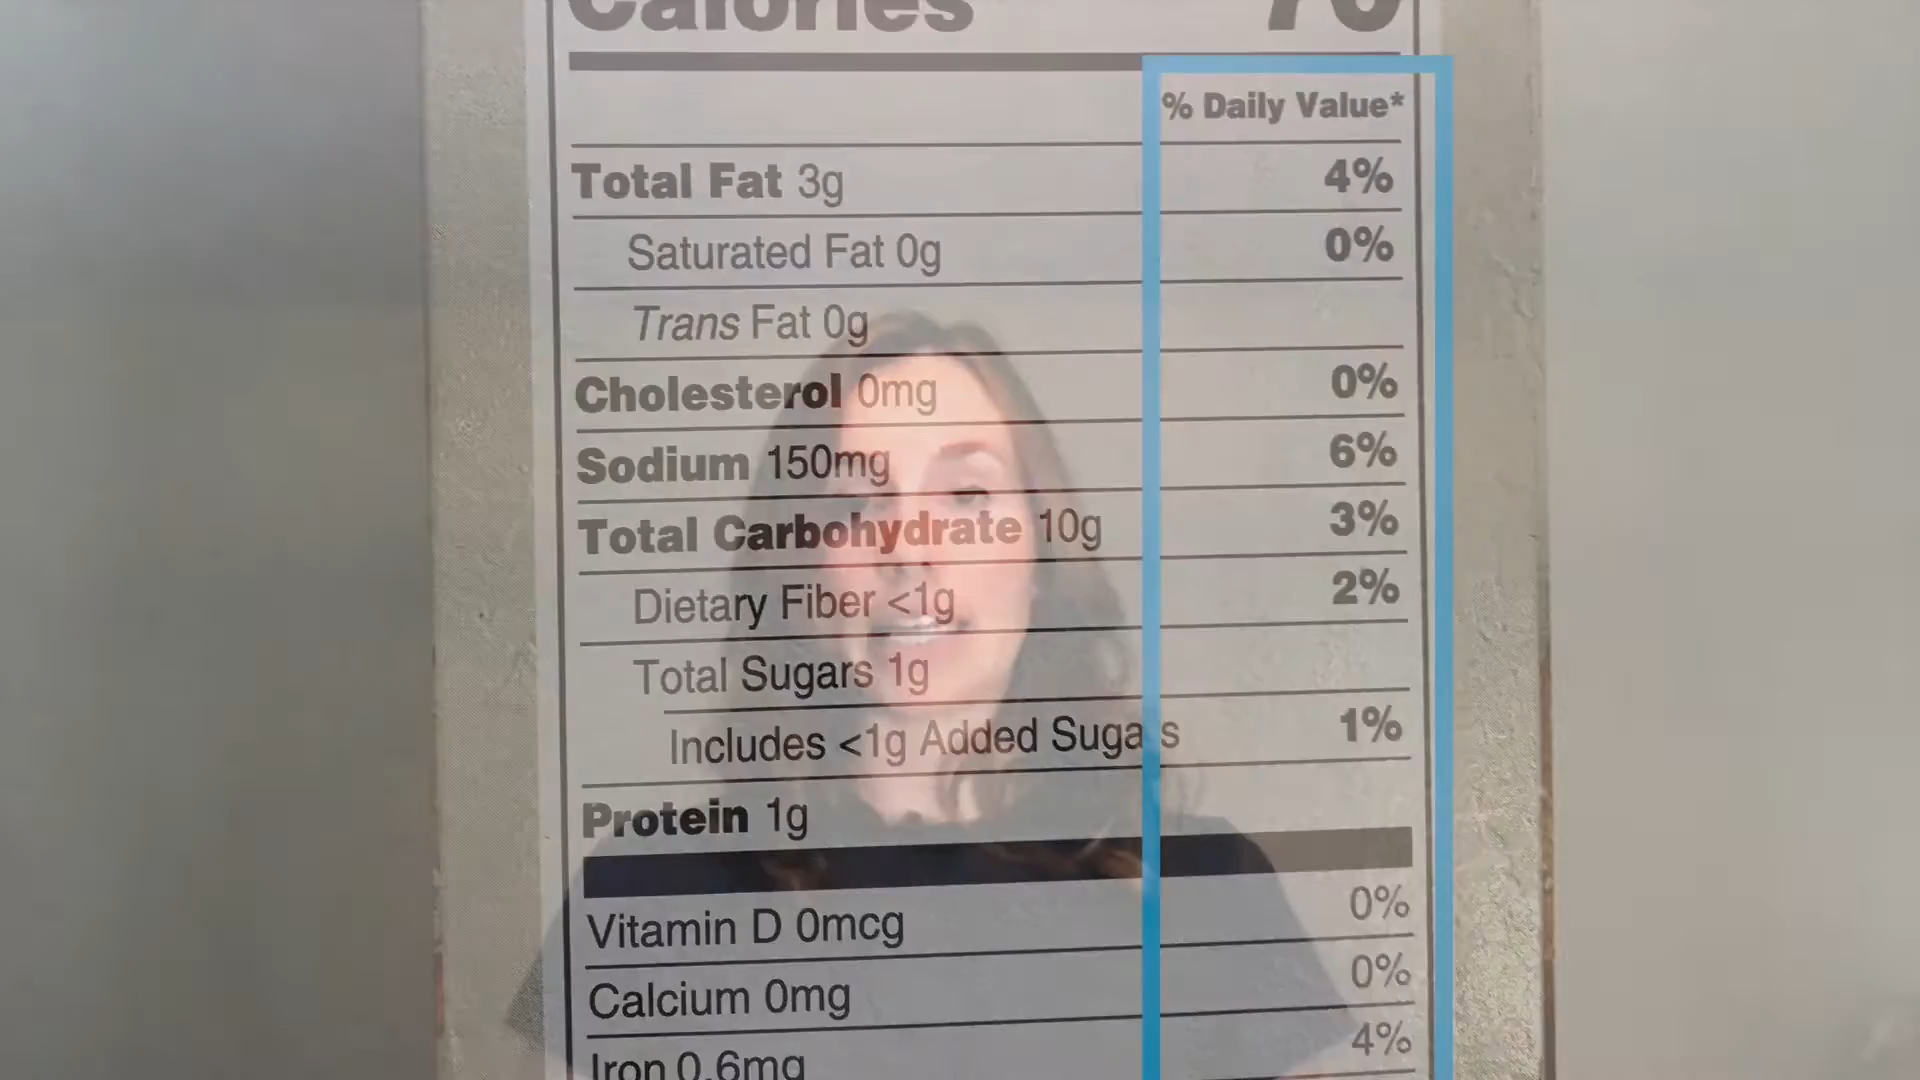 Calories 70
% Daily Value*
Total Fat 3g 4%
Saturated Fat 0g 0%
Trans Fat 0g
Cholesterol 0mg 0%
Sodium 150mg 6%
Total Carbohydrate 10g 3%
Dietary Fiber <1g 2%
Total Sugars 1g
Includes <1g Added Sugars 1%
Protein 1g
Vitamin D 0mcg 0%
Calcium 0mg 0%
Iron 0.6mg 4%